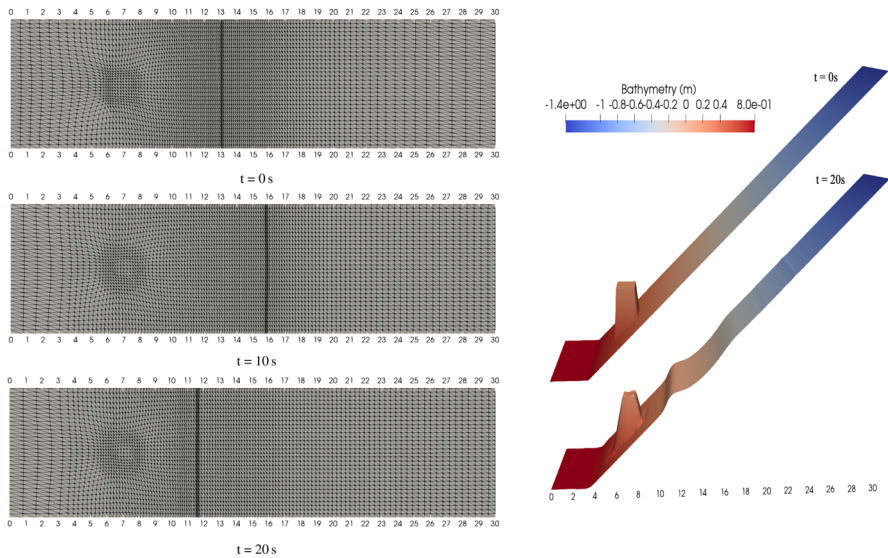 0 1 2 3 4 5 6 7 8 9 10 11 12 13 14 15 16 17 18 19 20 21 22 23 24 25 26 27 28 29 30
0 1 2 3 4 5 6 7 8 9 10 11 12 13 14 15 16 17 18 19 20 21 22 23 24 25 26 27 28 29 30
t = 0 s
0 1 2 3 4 5 6 7 8 9 10 11 12 13 14 15 16 17 18 19 20 21 22 23 24 25 26 27 28 29 30
0 1 2 3 4 5 6 7 8 9 10 11 12 13 14 15 16 17 18 19 20 21 22 23 24 25 26 27 28 29 30
t = 10 s
0 1 2 3 4 5 6 7 8 9 10 11 12 13 14 15 16 17 18 19 20 21 22 23 24 25 26 27 28 29 30
0 1 2 3 4 5 6 7 8 9 10 11 12 13 14 15 16 17 18 19 20 21 22 23 24 25 26 27 28 29 30
t = 20 s
Bathymetry (m)
-1.4e+00 -1 -0.8 -0.6 -0.4 -0.2 0 0.2 0.4 8.0e-01
t = 0s
t = 20s
0 2 4 6 8 10 12 14 16 18 20 22 24 26 28 30